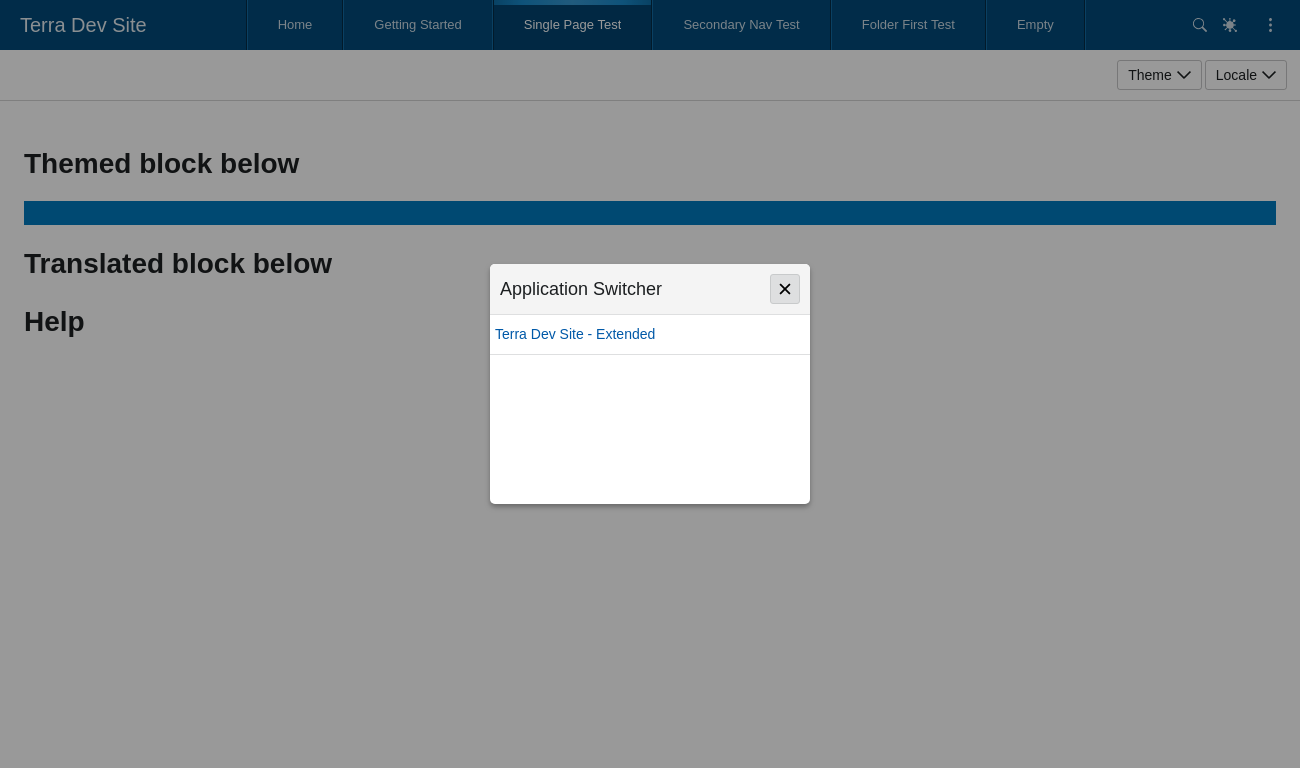 Terra Dev Site
Home
Getting Started
Single Page Test
Secondary Nav Test
Folder First Test
Empty
Theme
Locale
Themed block below
Translated block below
Help
Application Switcher
Terra Dev Site - Extended